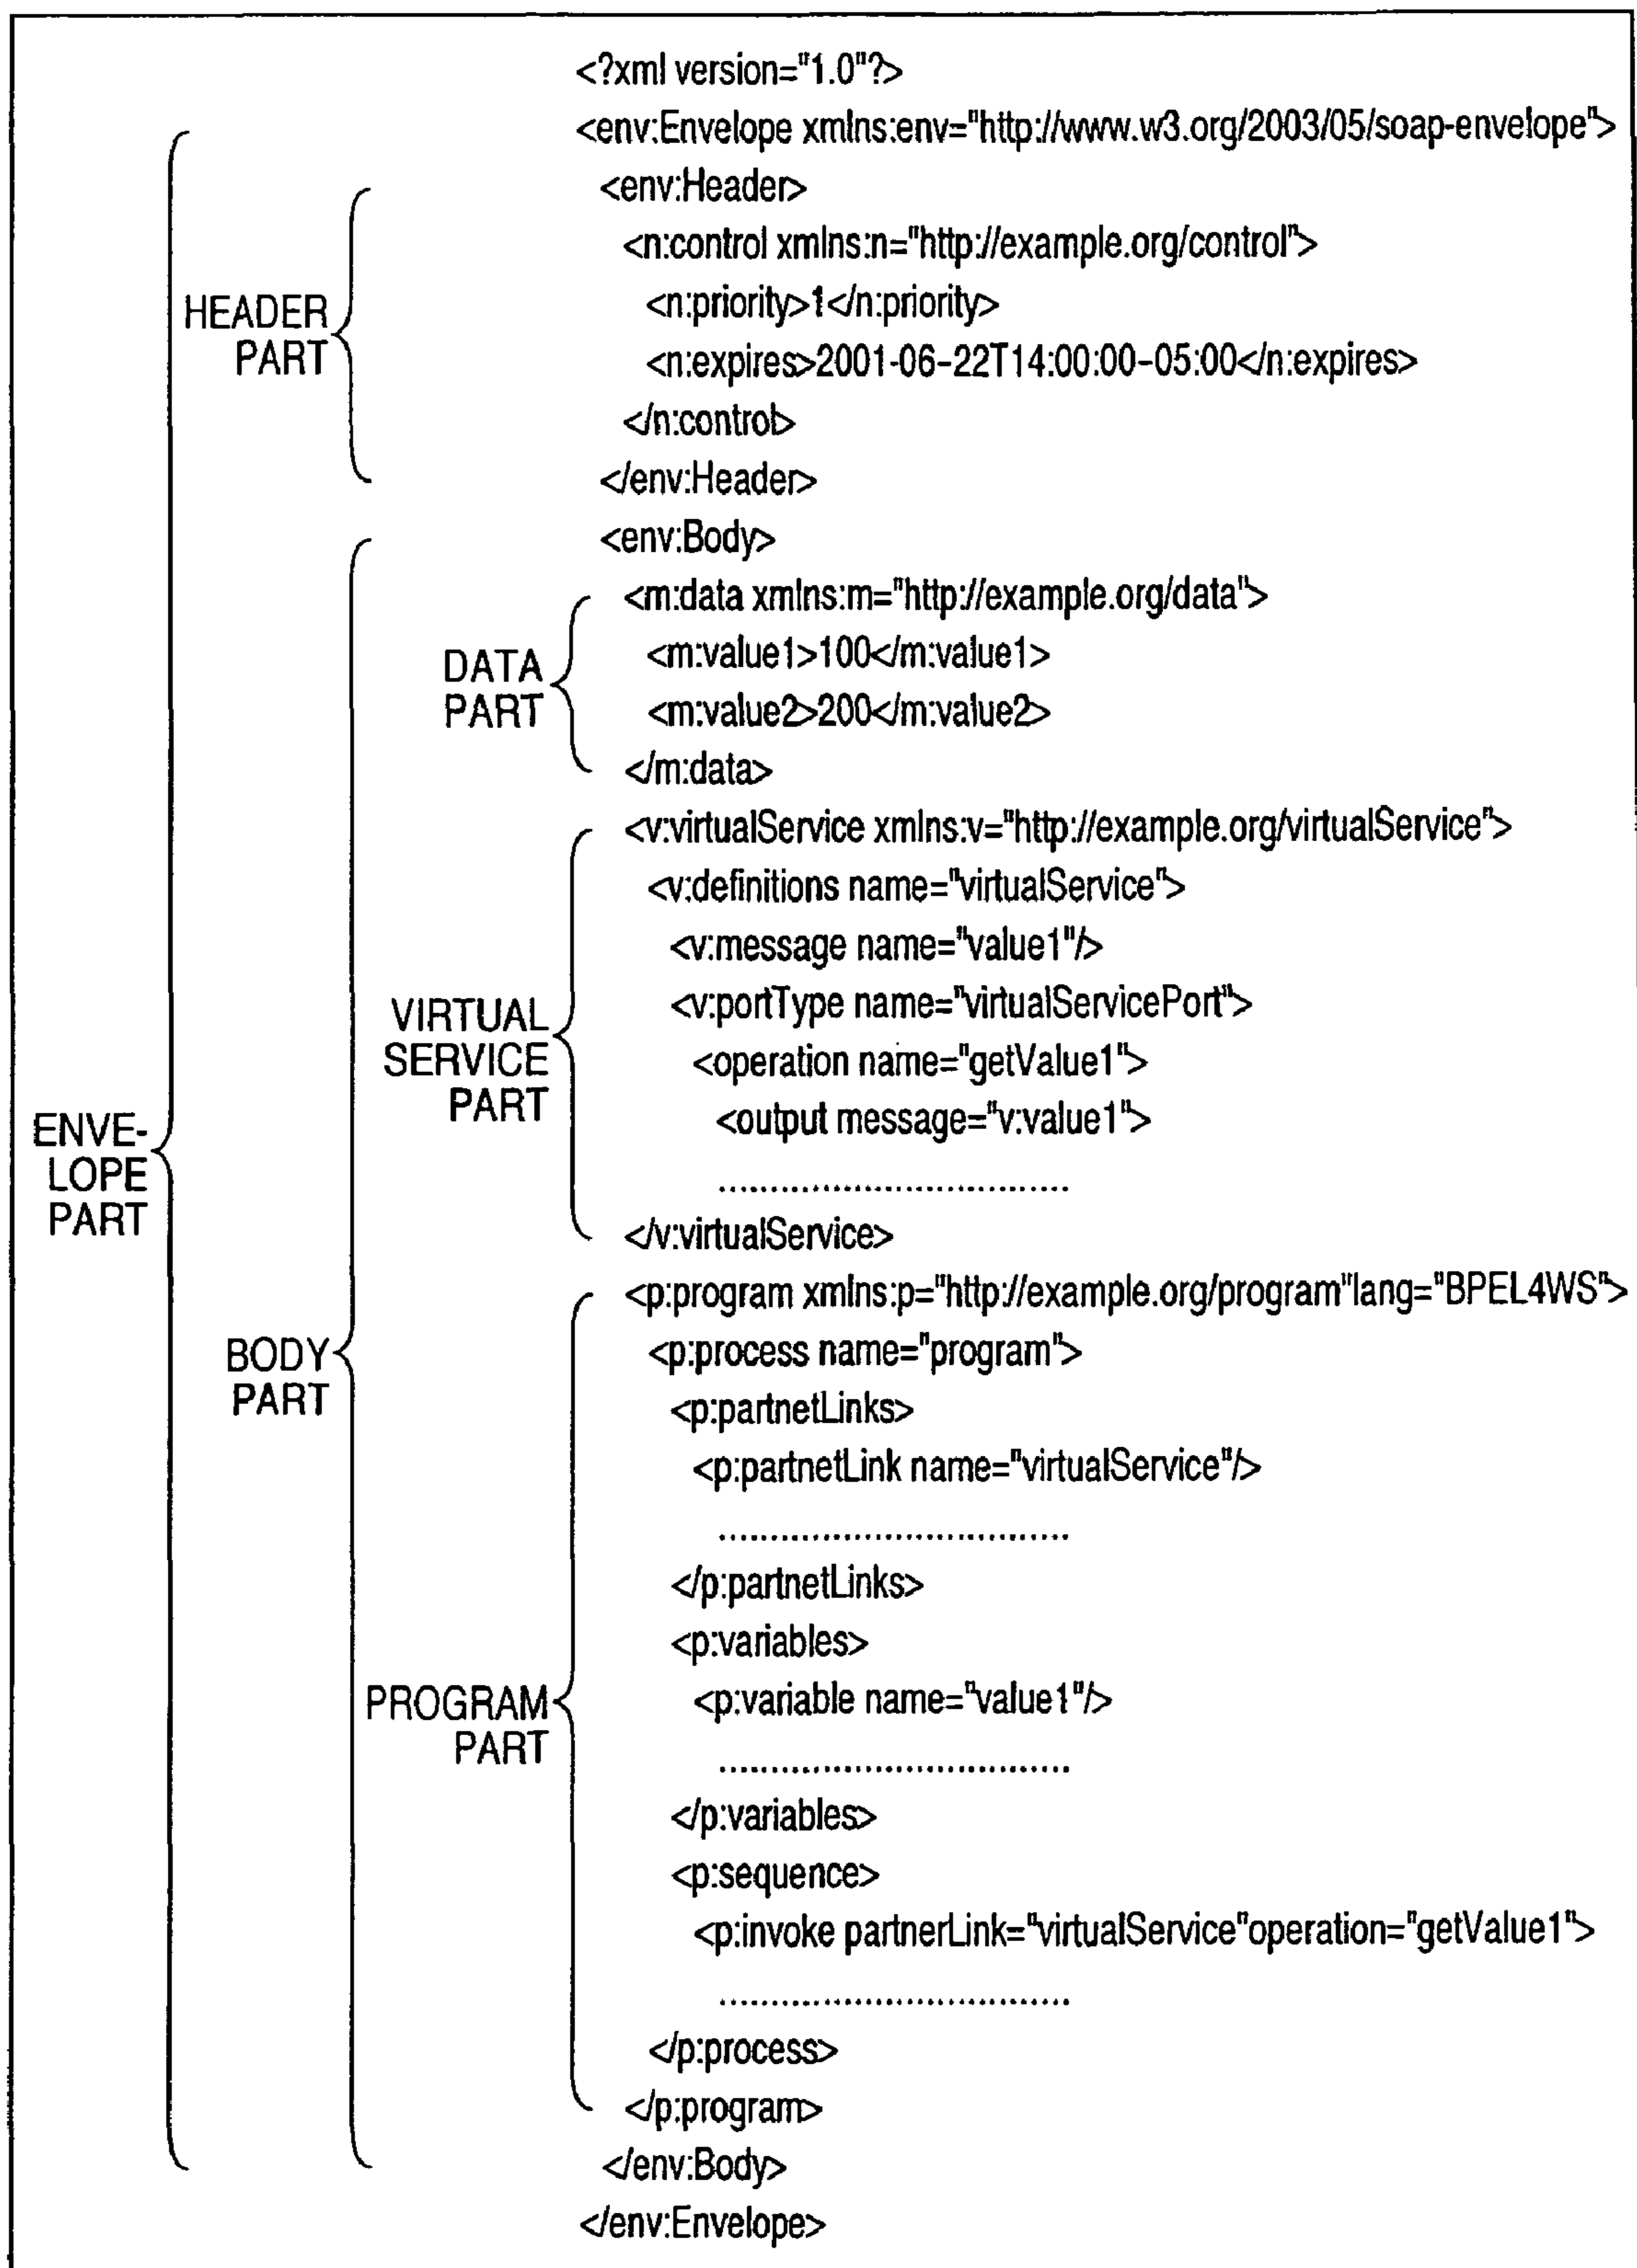 <?xml version="1.0"?>
<env:Envelope xmlns:env="http://www.w3.org/2003/05/soap-envelope">
<env:Header>
<n:control xmlns:n="http://example.org/control">
<n:priority>1</n:priority>
HEADER
PART
<n:expires>2001-06-22T14:00:00-05:00</n:expires>
</n:control>
</env:Header>
<env:Body>
<m:data xmlns:m="http://example.org/data">
<m:value1>100</m:value1>
DATA
PART
<m:value2>200</m:value2>
</m:data>
<v:virtualService xmlns:v="http://example.org/virtualService">
<v:definitions name="virtualService">
<v:message name="value1"/>
<v:portType name="virtualServicePort">
VIRTUAL
SERVICE
PART
<operation name="getValue1">
<output message="v:value1">
ENVE-
LOPE
PART
..................................
</v:virtualService>
<p:program xmlns:p="http://example.org/program"lang="BPEL4WS">
BODY
PART
<p:process name="program">
<p:partnetLinks>
<p:partnetLink name="virtualService"/>
..................................
</p:partnetLinks>
<p:variables>
PROGRAM
PART
<p:variable name="value1"/>
..................................
</p:variables>
<p:sequence>
<p:invoke partnerLink="virtualService"operation="getValue1">
..................................
</p:process>
</p:program>
</env:Body>
</env:Envelope>